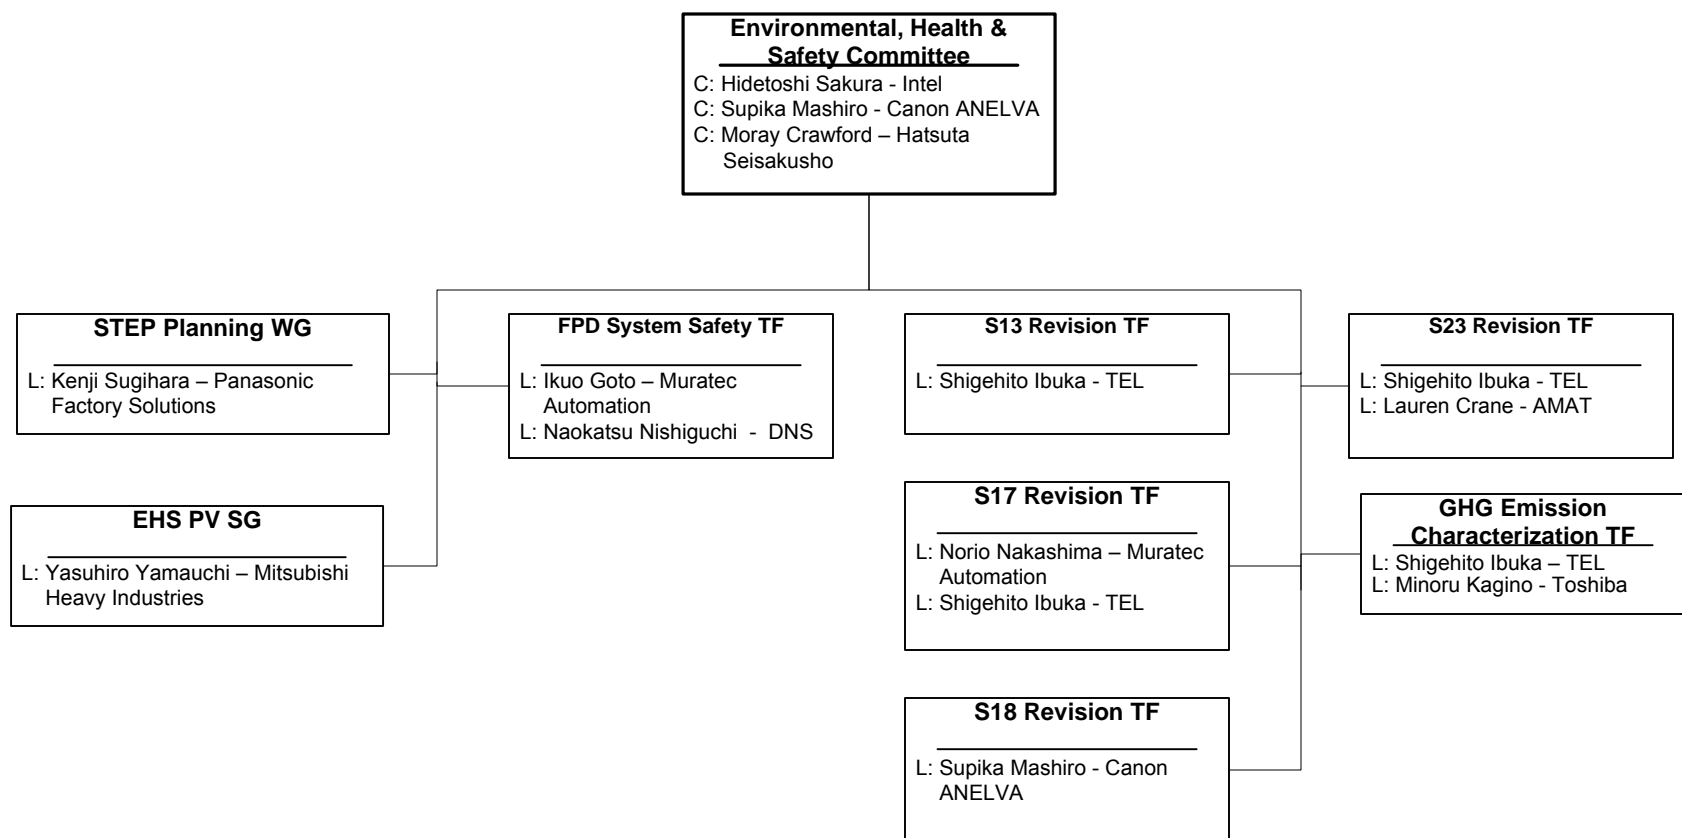 Environmental, Health &
Safety Committee
C: Hidetoshi Sakura - Intel
C: Supika Mashiro - Canon ANELVA
C: Moray Crawford – Hatsuta
Seisakusho
STEP Planning WG
L: Kenji Sugihara – Panasonic
Factory Solutions
FPD System Safety TF
L: Ikuo Goto – Muratec
Automation
L: Naokatsu Nishiguchi - DNS
S13 Revision TF
L: Shigehito Ibuka - TEL
S23 Revision TF
L: Shigehito Ibuka - TEL
L: Lauren Crane - AMAT
EHS PV SG
L: Yasuhiro Yamauchi – Mitsubishi
Heavy Industries
S17 Revision TF
L: Norio Nakashima – Muratec
Automation
L: Shigehito Ibuka - TEL
GHG Emission
Characterization TF
L: Shigehito Ibuka – TEL
L: Minoru Kagino - Toshiba
S18 Revision TF
L: Supika Mashiro - Canon
ANELVA